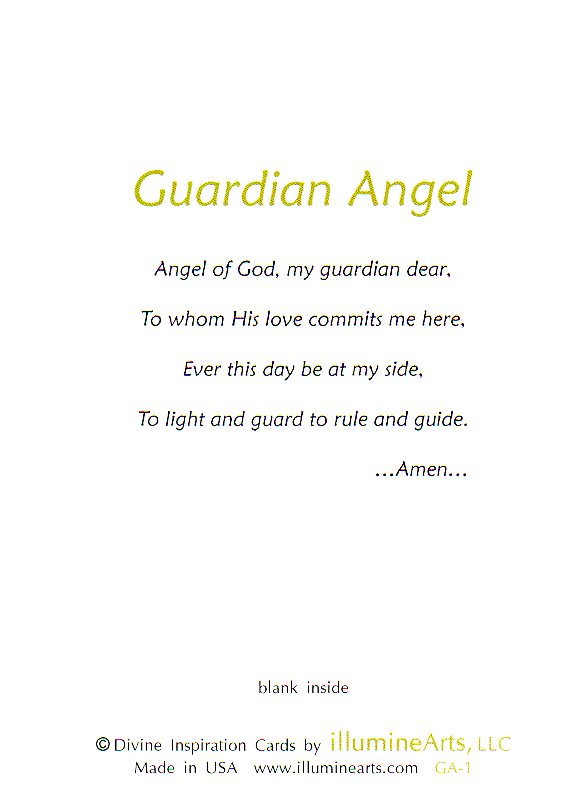 Guardian Angel
Angel of God, my guardian dear,
To whom His love commits me here,
Ever this day be at my side,
To light and guard to rule and guide.
...Amen...
blank inside
© Divine Inspiration Cards by illumineArts, LLC
Made in USA www.illuminearts.com GA-1